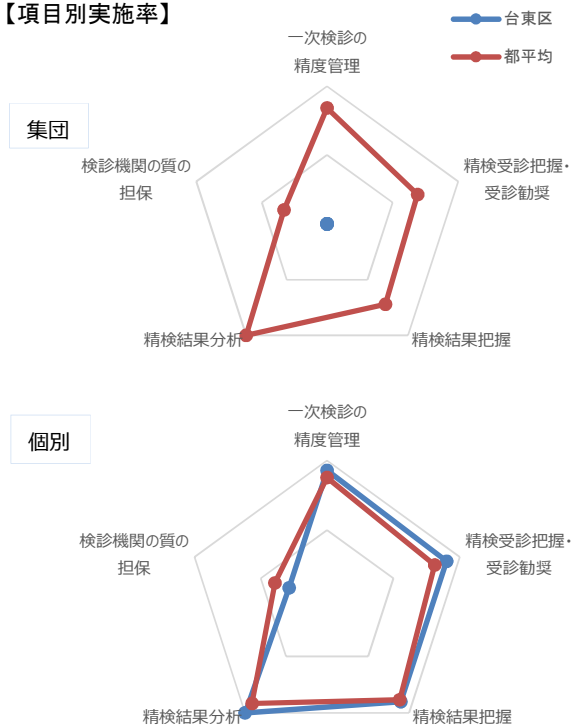 【項目別実施率】
台東区
都平均
集団
一次検診の
精度管理
精検受診把握・
受診勧奨
精検結果把握
精検結果分析
検診機関の質の
担保
個別
一次検診の
精度管理
精検受診把握・
受診勧奨
精検結果把握
精検結果分析
検診機関の質の
担保